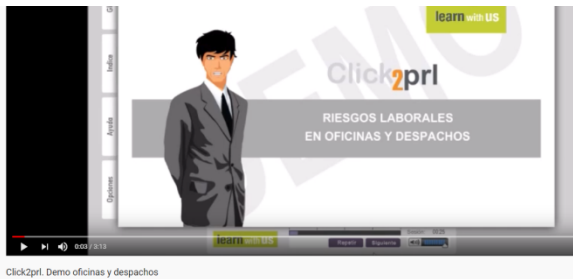 learn with US
Índice
Ayuda
Opciones
DEMO
Click2prl
RIESGOS LABORALES
EN OFICINAS Y DESPACHOS
learn with US
Repetir
Siguiente
0:03 / 3:13
Click2prl. Demo oficinas y despachos